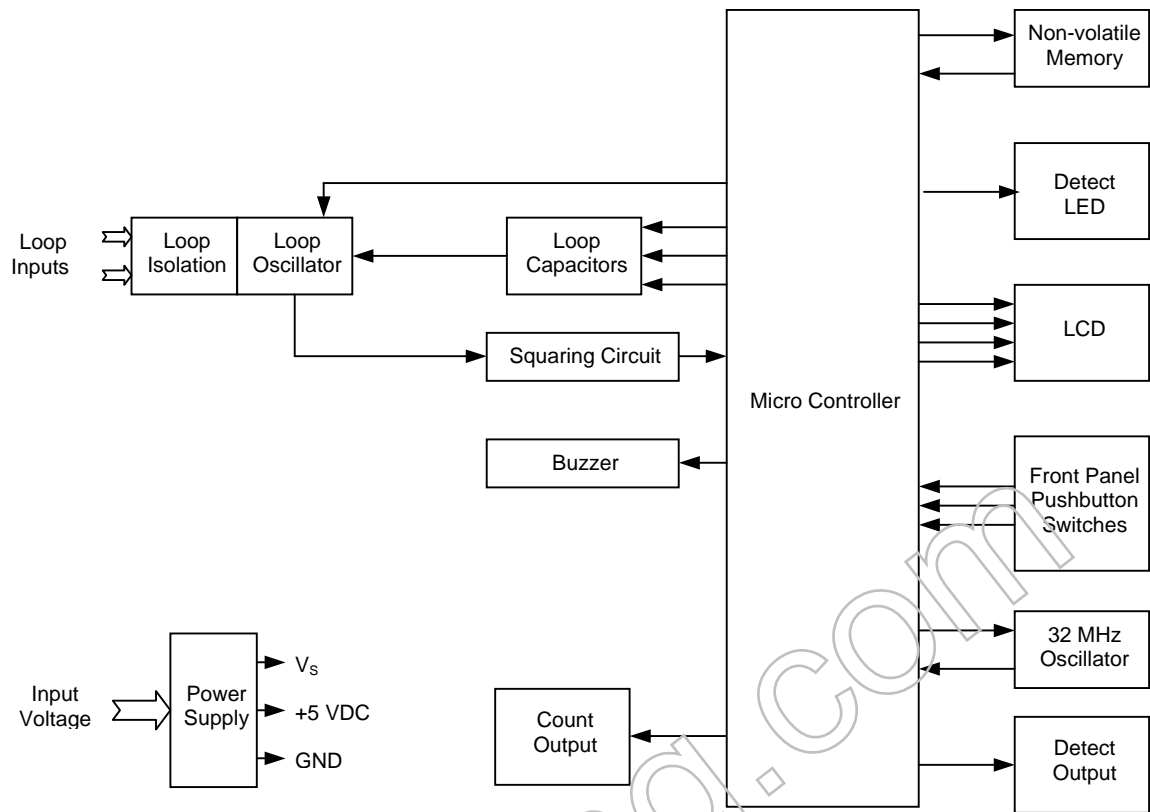 Non-volatile
Memory
Detect
LED
Loop
Inputs
Loop
Isolation
Loop
Oscillator
Loop
Capacitors
LCD
Squaring Circuit
Micro Controller
Buzzer
Front Panel
Pushbutton
Switches
32 MHz
Oscillator
Input
Voltage
Power
Supply
VS
+5 VDC
GND
Count
Output
Detect
Output